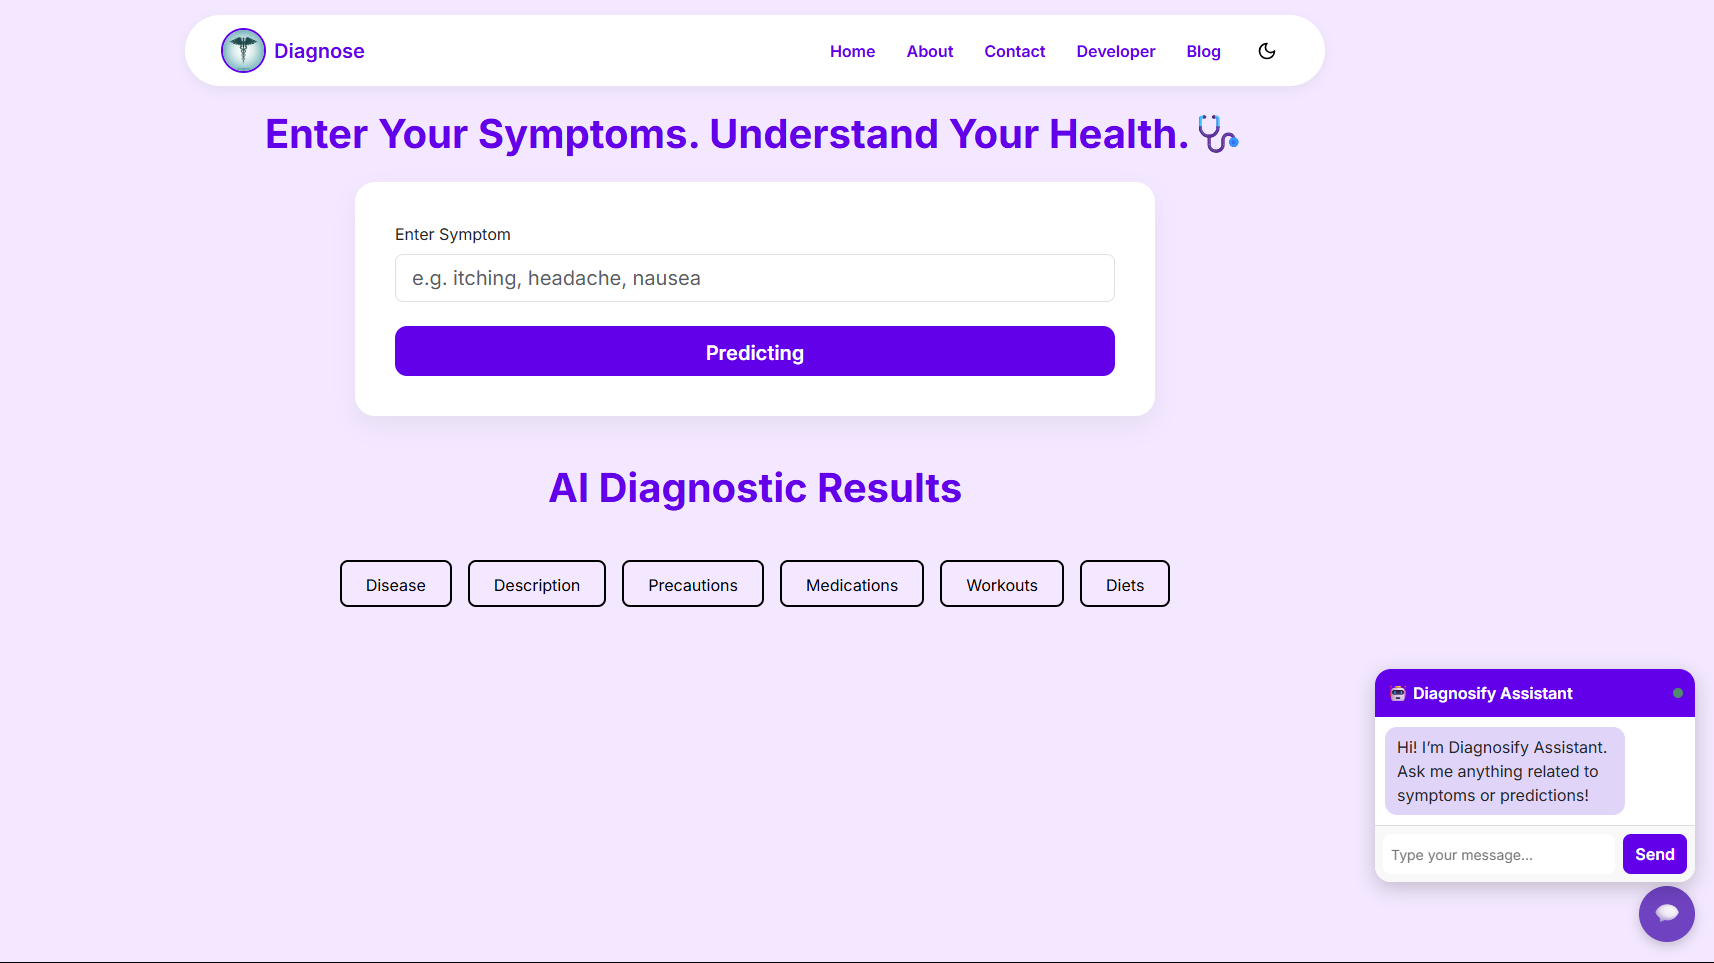 Diagnose
Home
About
Contact
Developer
Blog
Enter Your Symptoms. Understand Your Health.
Enter Symptom
e.g. itching, headache, nausea
Predicting
AI Diagnostic Results
Disease
Description
Precautions
Medications
Workouts
Diets
Diagnosify Assistant
Hi! I’m Diagnosify Assistant.
Ask me anything related to
symptoms or predictions!
Type your message...
Send